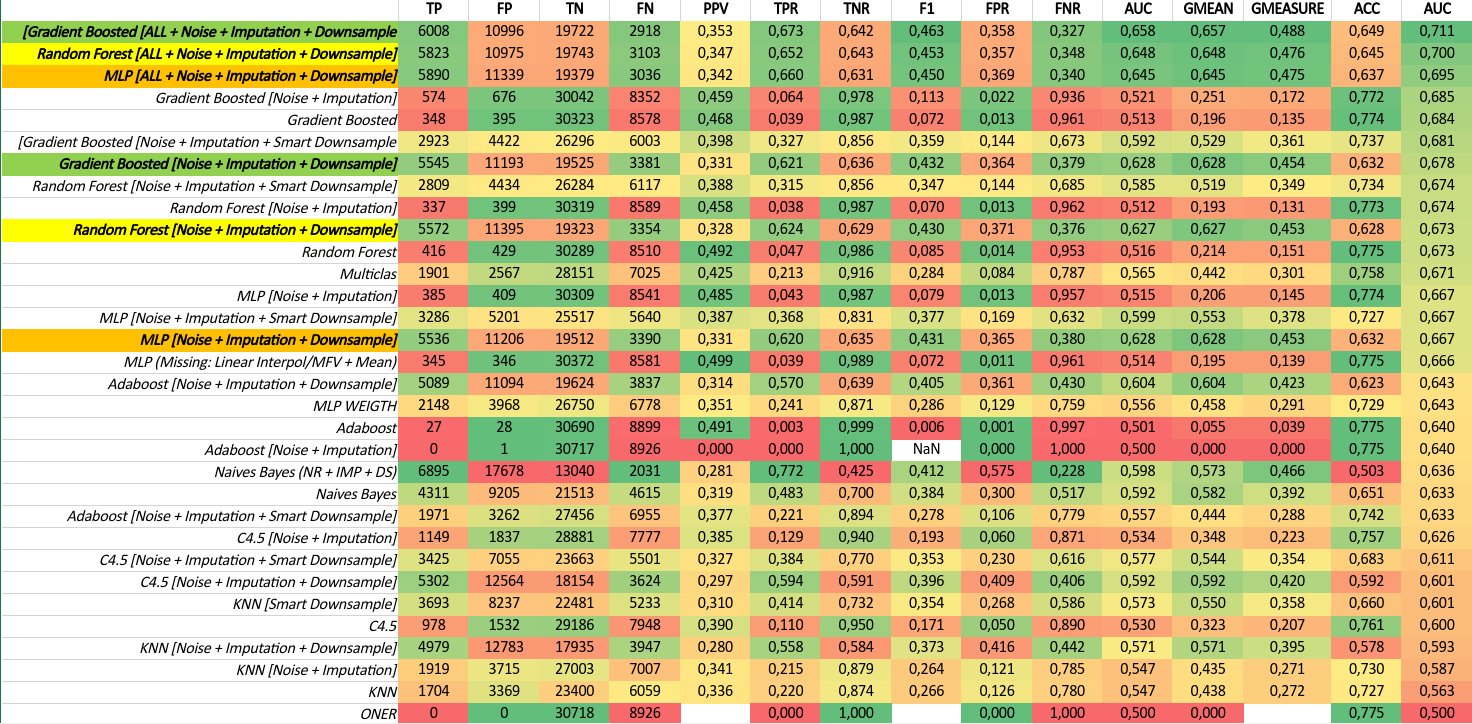 TP FP TN FN PPV TPR TNR F1 FPR FNR AUC GMEAN GMEASURE ACC AUC
[Gradient Boosted [ALL + Noise + Imputation + Downsample 6008 10996 19722 2918 0,353 0,673 0,642 0,463 0,358 0,327 0,658 0,657 0,488 0,649 0,711
Random Forest [ALL + Noise + Imputation + Downsample] 5823 10975 19743 3103 0,347 0,652 0,643 0,453 0,357 0,348 0,648 0,648 0,476 0,645 0,700
MLP [ALL + Noise + Imputation + Downsample] 5890 11339 19379 3036 0,342 0,660 0,631 0,450 0,369 0,340 0,645 0,645 0,475 0,637 0,695
Gradient Boosted [Noise + Imputation] 574 676 30042 8352 0,459 0,064 0,978 0,113 0,022 0,936 0,521 0,251 0,172 0,772 0,685
Gradient Boosted 348 395 30323 8578 0,468 0,039 0,987 0,072 0,013 0,961 0,513 0,196 0,135 0,774 0,684
[Gradient Boosted [Noise + Imputation + Smart Downsample 2923 4422 26296 6003 0,398 0,327 0,856 0,359 0,144 0,673 0,592 0,529 0,361 0,737 0,681
Gradient Boosted [Noise + Imputation + Downsample] 5545 11193 19525 3381 0,331 0,621 0,636 0,432 0,364 0,379 0,628 0,628 0,454 0,632 0,678
Random Forest [Noise + Imputation + Smart Downsample] 2809 4434 26284 6117 0,388 0,315 0,856 0,347 0,144 0,685 0,585 0,519 0,349 0,734 0,674
Random Forest [Noise + Imputation] 337 399 30319 8589 0,458 0,038 0,987 0,070 0,013 0,962 0,512 0,193 0,131 0,773 0,674
Random Forest [Noise + Imputation + Downsample] 5572 11395 19323 3354 0,328 0,624 0,629 0,430 0,371 0,376 0,627 0,627 0,453 0,628 0,673
Random Forest 416 429 30289 8510 0,492 0,047 0,986 0,085 0,014 0,953 0,516 0,214 0,151 0,775 0,673
Multiclas 1901 2567 28151 7025 0,425 0,213 0,916 0,284 0,084 0,787 0,565 0,442 0,301 0,758 0,671
MLP [Noise + Imputation] 385 409 30309 8541 0,485 0,043 0,987 0,079 0,013 0,957 0,515 0,206 0,145 0,774 0,667
MLP [Noise + Imputation + Smart Downsample] 3286 5201 25517 5640 0,387 0,368 0,831 0,377 0,169 0,632 0,599 0,553 0,378 0,727 0,667
MLP [Noise + Imputation + Downsample] 5536 11206 19512 3390 0,331 0,620 0,635 0,431 0,365 0,380 0,628 0,628 0,453 0,632 0,667
MLP (Missing: Linear Interpol/MFV + Mean) 345 346 30372 8581 0,499 0,039 0,989 0,072 0,011 0,961 0,514 0,195 0,139 0,775 0,666
Adaboost [Noise + Imputation + Downsample] 5089 11094 19624 3837 0,314 0,570 0,639 0,405 0,361 0,430 0,604 0,604 0,423 0,623 0,643
MLP WEIGTH 2148 3968 26750 6778 0,351 0,241 0,871 0,286 0,129 0,759 0,556 0,458 0,291 0,729 0,643
Adaboost 27 28 30690 8899 0,491 0,003 0,999 0,006 0,001 0,997 0,501 0,055 0,039 0,775 0,640
Adaboost [Noise + Imputation] 0 1 30717 8926 0,000 0,000 1,000 NaN 0,000 1,000 0,500 0,000 0,000 0,775 0,640
Naives Bayes (NR + IMP + DS) 6895 17678 13040 2031 0,281 0,772 0,425 0,412 0,575 0,228 0,598 0,573 0,466 0,503 0,636
Naives Bayes 4311 9205 21513 4615 0,319 0,483 0,700 0,384 0,300 0,517 0,592 0,582 0,392 0,651 0,633
Adaboost [Noise + Imputation + Smart Downsample] 1971 3262 27456 6955 0,377 0,221 0,894 0,278 0,106 0,779 0,557 0,444 0,288 0,742 0,633
C4.5 [Noise + Imputation] 1149 1837 28881 7777 0,385 0,129 0,940 0,193 0,060 0,871 0,534 0,348 0,223 0,757 0,626
C4.5 [Noise + Imputation + Smart Downsample] 3425 7055 23663 5501 0,327 0,384 0,770 0,353 0,230 0,616 0,577 0,544 0,354 0,683 0,611
C4.5 [Noise + Imputation + Downsample] 5302 12564 18154 3624 0,297 0,594 0,591 0,396 0,409 0,406 0,592 0,592 0,420 0,592 0,601
KNN [Smart Downsample] 3693 8237 22481 5233 0,310 0,414 0,732 0,354 0,268 0,586 0,573 0,550 0,358 0,660 0,601
C4.5 978 1532 29186 7948 0,390 0,110 0,950 0,171 0,050 0,890 0,530 0,323 0,207 0,761 0,600
KNN [Noise + Imputation + Downsample] 4979 12783 17935 3947 0,280 0,558 0,584 0,373 0,416 0,442 0,571 0,571 0,395 0,578 0,593
KNN [Noise + Imputation] 1919 3715 27003 7007 0,341 0,215 0,879 0,264 0,121 0,785 0,547 0,435 0,271 0,730 0,587
KNN 1704 3369 23400 6059 0,336 0,220 0,874 0,266 0,126 0,780 0,547 0,438 0,272 0,727 0,563
ONER 0 0 30718 8926 0,000 1,000 0,000 1,000 0,500 0,000 0,775 0,500